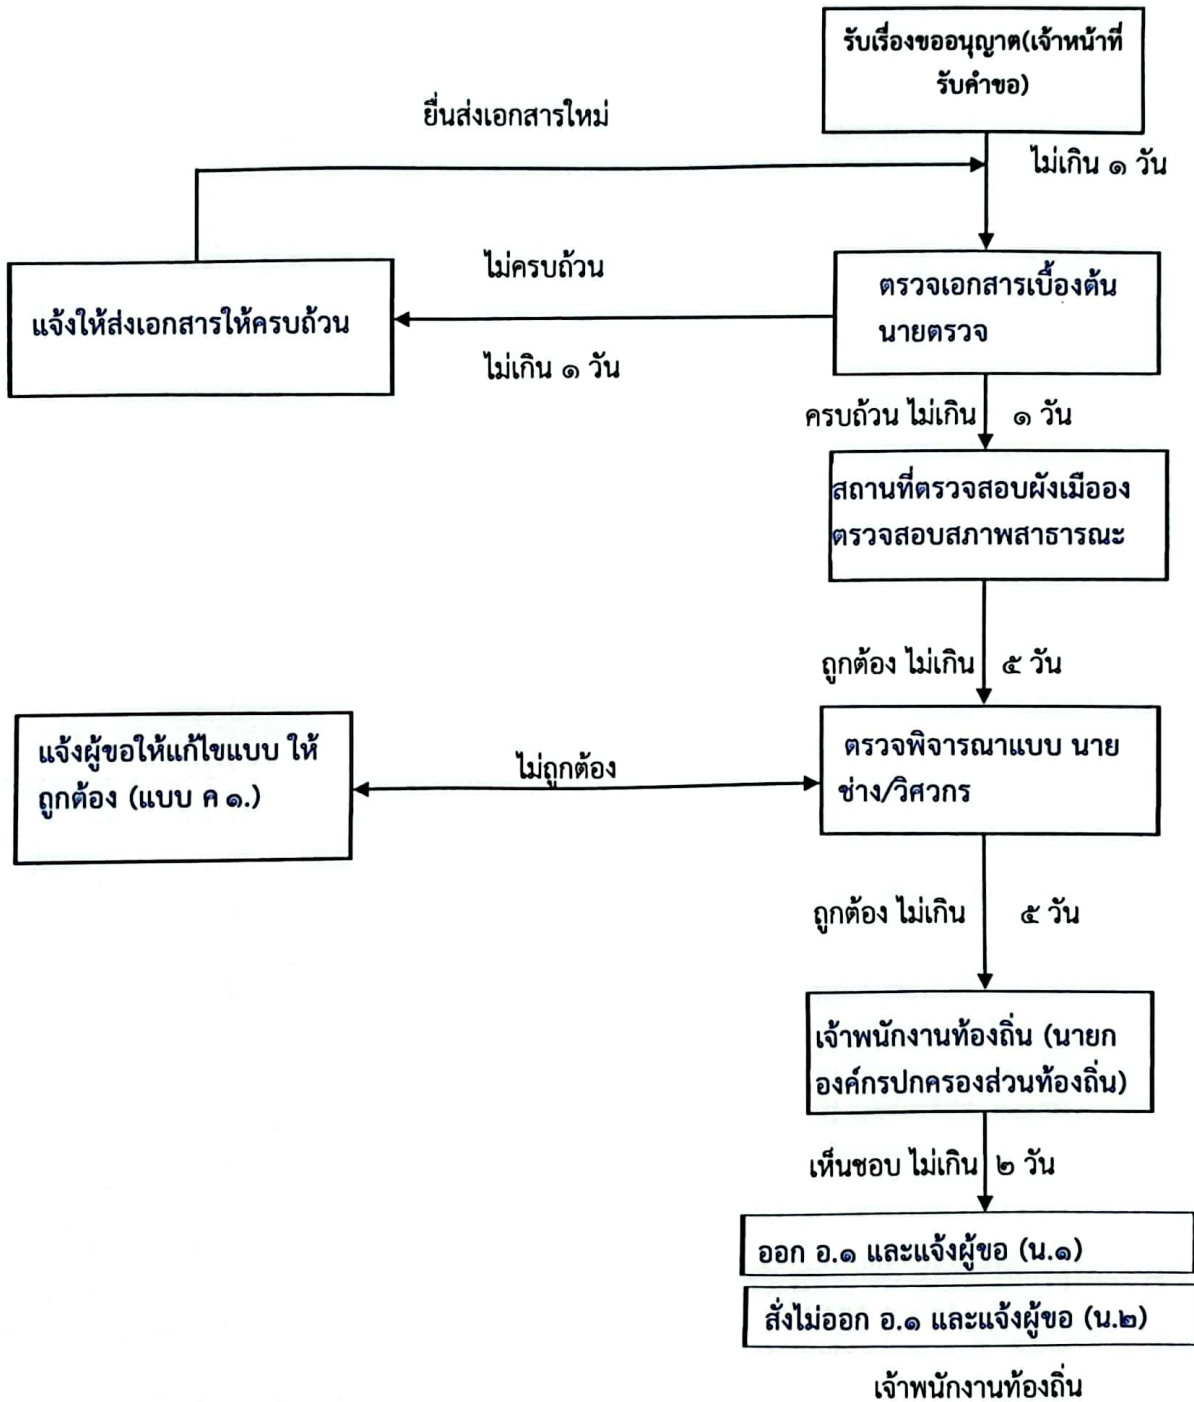 รับเรื่องขออนุญาต(เจ้าหน้าที่
รับคำขอ)
ยื่นส่งเอกสารใหม่
ไม่เกิน ๑ วัน
ไม่ครบถ้วน
ตรวจเอกสารเบื้องต้น
นายตรวจ
แจ้งให้ส่งเอกสารให้ครบถ้วน
ไม่เกิน ๑ วัน
ครบถ้วน ไม่เกิน ๑ วัน
สถานที่ตรวจสอบผังเมืออง
ตรวจสอบสภาพสาธารณะ
ถูกต้อง ไม่เกิน ๕ วัน
แจ้งผู้ขอให้แก้ไขแบบ ให้
ถูกต้อง (แบบ ค ๑.)
ไม่ถูกต้อง
ตรวจพิจารณาแบบ นาย
ช่าง/วิศวกร
ถูกต้อง ไม่เกิน ๕ วัน
เจ้าพนักงานท้องถิ่น (นายก
องค์กรปกครองส่วนท้องถิ่น)
เห็นชอบ ไม่เกิน ๒ วัน
ออก อ.๑ และแจ้งผู้ขอ (น.๑)
สั่งไม่ออก อ.๑ และแจ้งผู้ขอ (น.๒)
เจ้าพนักงานท้องถิ่น